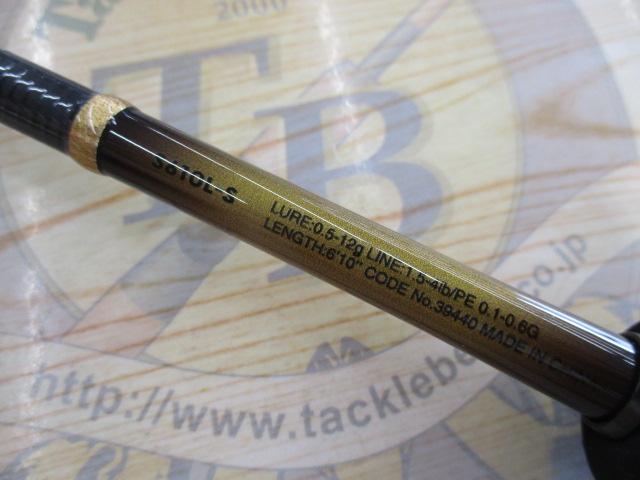 2000
TB
S610L-S
LURE:0.5-12g LINE:1.5-4lb/PE 0.1-0.6G
LENGTH:6'10" CODE No.39440 MADE IN
http://www.tacklebe
co.jp